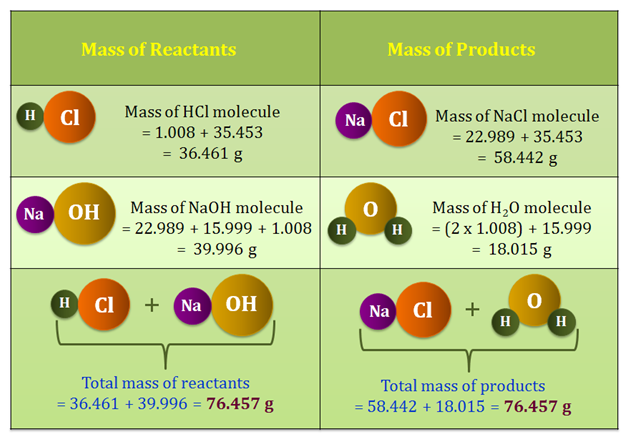 Mass of Reactants
Mass of Products
H Cl
Mass of HCl molecule
= 1.008 + 35.453
= 36.461 g
Na Cl
Mass of NaCl molecule
= 22.989 + 35.453
= 58.442 g
Na OH
Mass of NaOH molecule
= 22.989 + 15.999 + 1.008
= 39.996 g
O
H H
Mass of H₂O molecule
= (2 x 1.008) + 15.999
= 18.015 g
H Cl + Na OH
Total mass of reactants
= 36.461 + 39.996 = 76.457 g
Na Cl + O
H H
Total mass of products
= 58.442 + 18.015 = 76.457 g